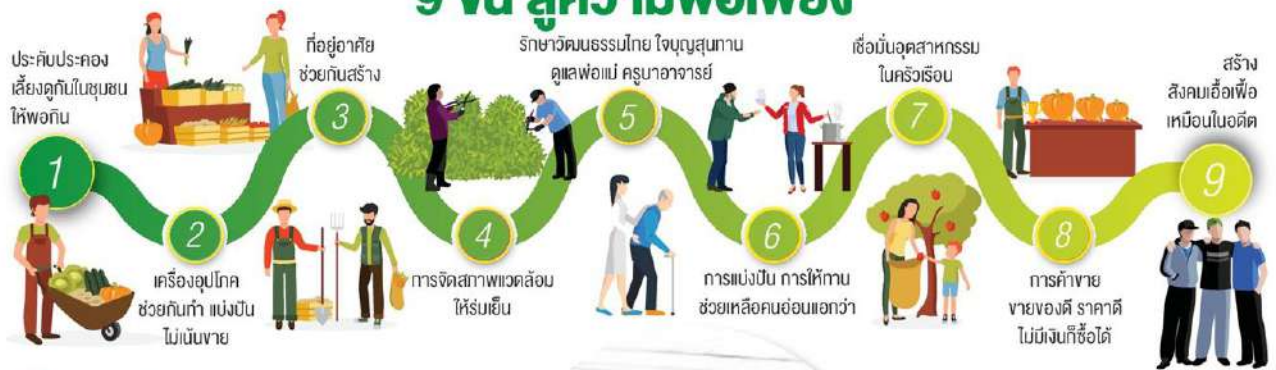 9 ขั้น สู่ความพอเพียง
1
ประคับประคอง
เลี้ยงดูกันในชุมชน
ให้พอกิน
2
เครื่องอุปโภค
ช่วยกันทำ แบ่งปัน
ไม่เน้นขาย
3
ที่อยู่อาศัย
ช่วยกันสร้าง
4
การจัดสภาพแวดล้อม
ให้ร่มเย็น
5
รักษาวัฒนธรรมไทย ใจบุญสุนทาน
ดูแลพ่อแม่ ครูบาอาจารย์
6
การแบ่งปัน การให้ทาน
ช่วยเหลือคนอ่อนแอกว่า
7
เชื่อมั่นอุตสาหกรรม
ในครัวเรือน
8
การค้าขาย
ขายของดี ราคาดี
ไม่มีเงินก็ซื้อได้
9
สร้าง
สังคมเอื้อเฟื้อ
เหมือนในอดีต